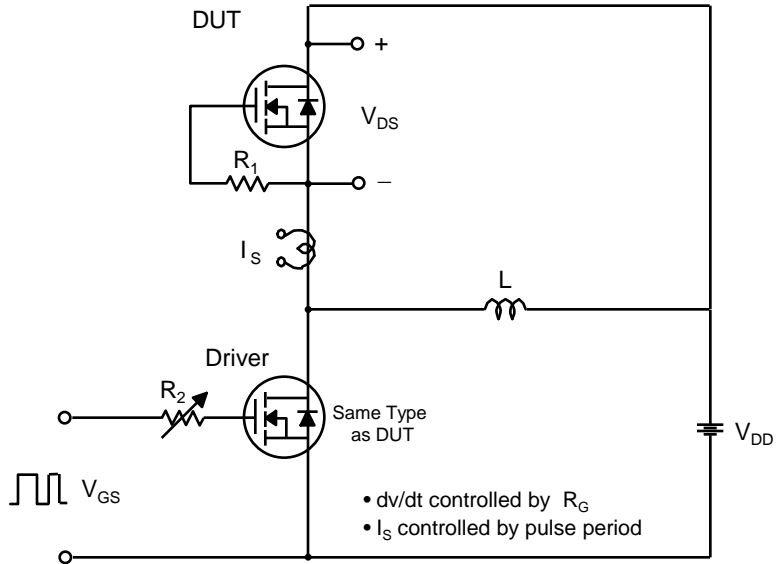 DUT
+
V_DS
R_1
–
I_S
L
Driver
R_2
Same Type
as DUT
V_DD
V_GS
• dv/dt controlled by R_G
• I_S controlled by pulse period